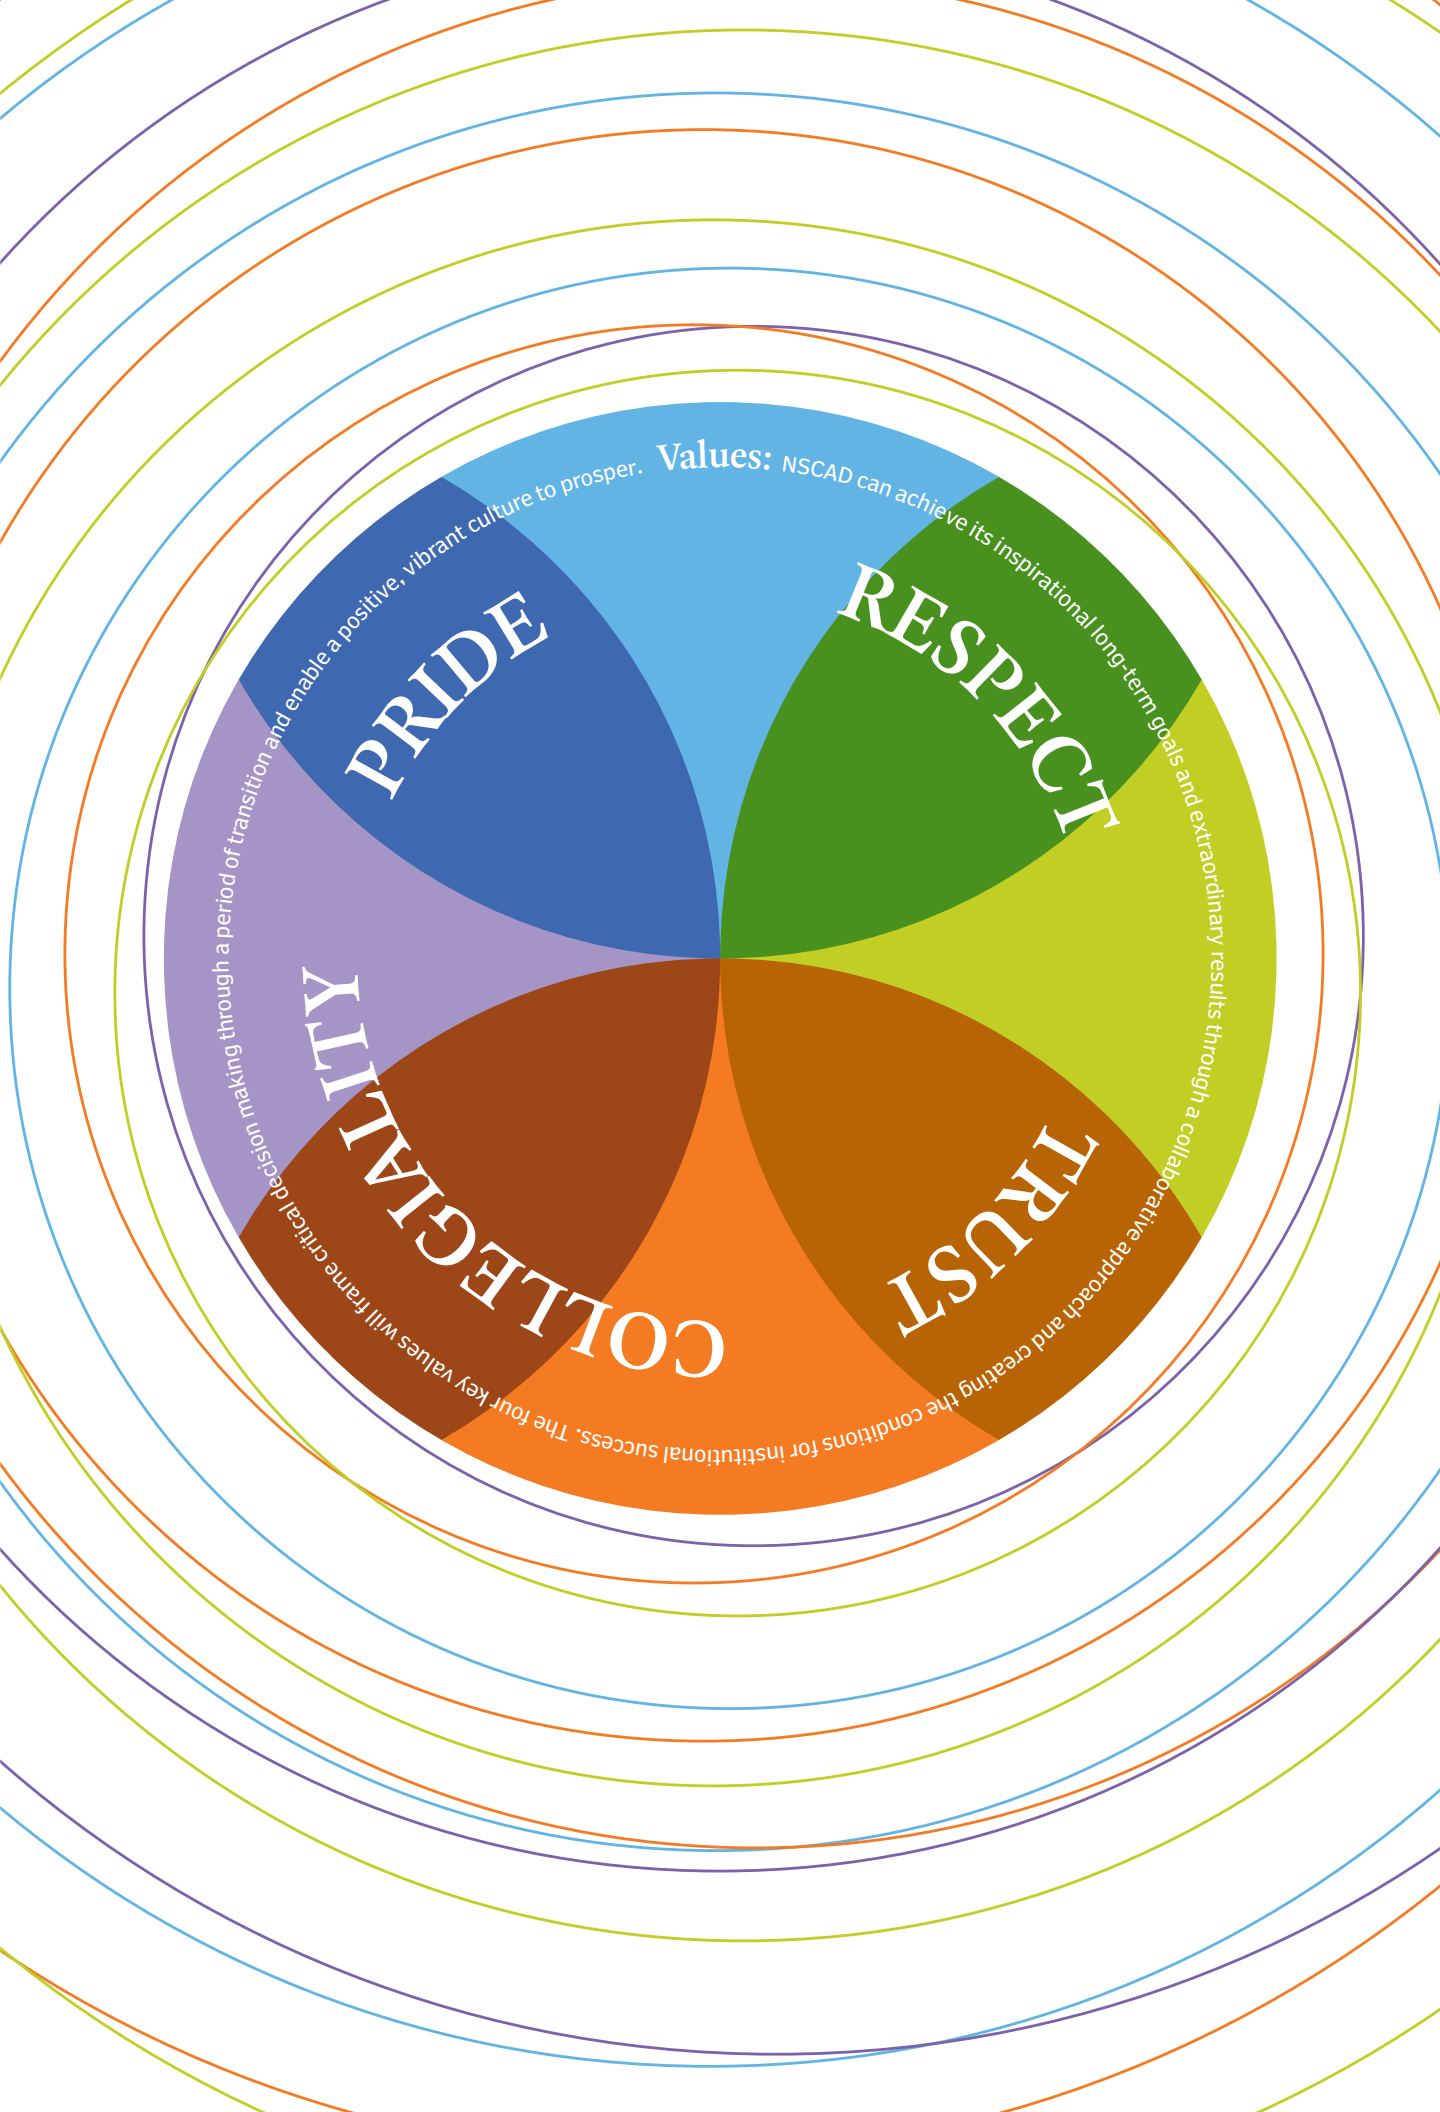 Values: NSCAD can achieve its inspirational long-term goals and extraordinary results through a collaborative approach and creating the conditions for institutional success. The four key values will frame critical decision making through a period of transition and enable a positive, vibrant culture to prosper.
RESPECT
TRUST
COLLEGIALITY
PRIDE